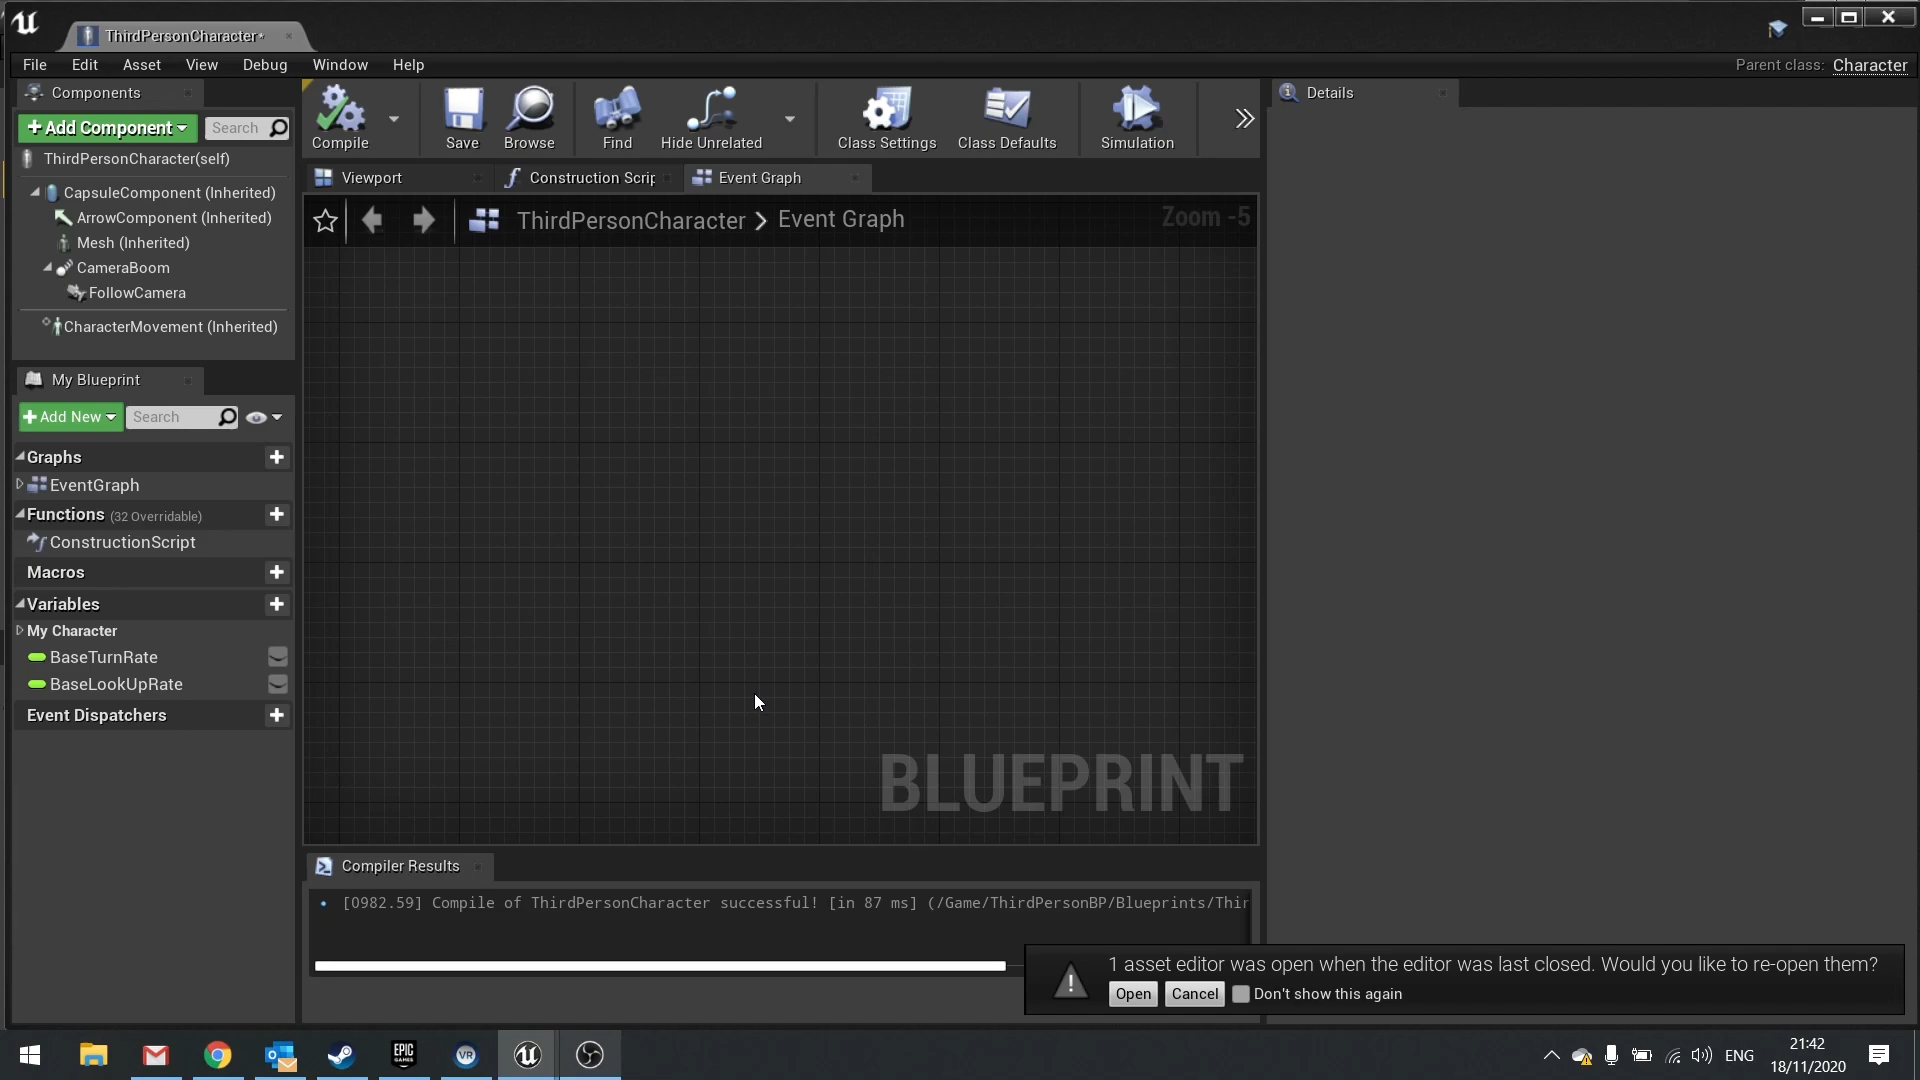 ThirdPersonCharacter*
File Edit Asset View Debug Window Help
Parent class: Character
Components
+ Add Component
Search
ThirdPersonCharacter(self)
CapsuleComponent (Inherited)
ArrowComponent (Inherited)
Mesh (Inherited)
CameraBoom
FollowCamera
CharacterMovement (Inherited)
My Blueprint
+ Add New
Search
Graphs
EventGraph
Functions (32 Overridable)
ConstructionScript
Macros
Variables
My Character
BaseTurnRate
BaseLookUpRate
Event Dispatchers
Compile Save Browse Find Hide Unrelated Class Settings Class Defaults Simulation
Viewport Construction Scrip Event Graph
ThirdPersonCharacter > Event Graph
Zoom -5
BLUEPRINT
Compiler Results
[0982.59] Compile of ThirdPersonCharacter successful! [in 87 ms] (/Game/ThirdPersonBP/Blueprints/Thir
Details
1 asset editor was open when the editor was last closed. Would you like to re-open them?
Open Cancel Don't show this again
EPIC GAMES
VR
ENG
21:42
18/11/2020